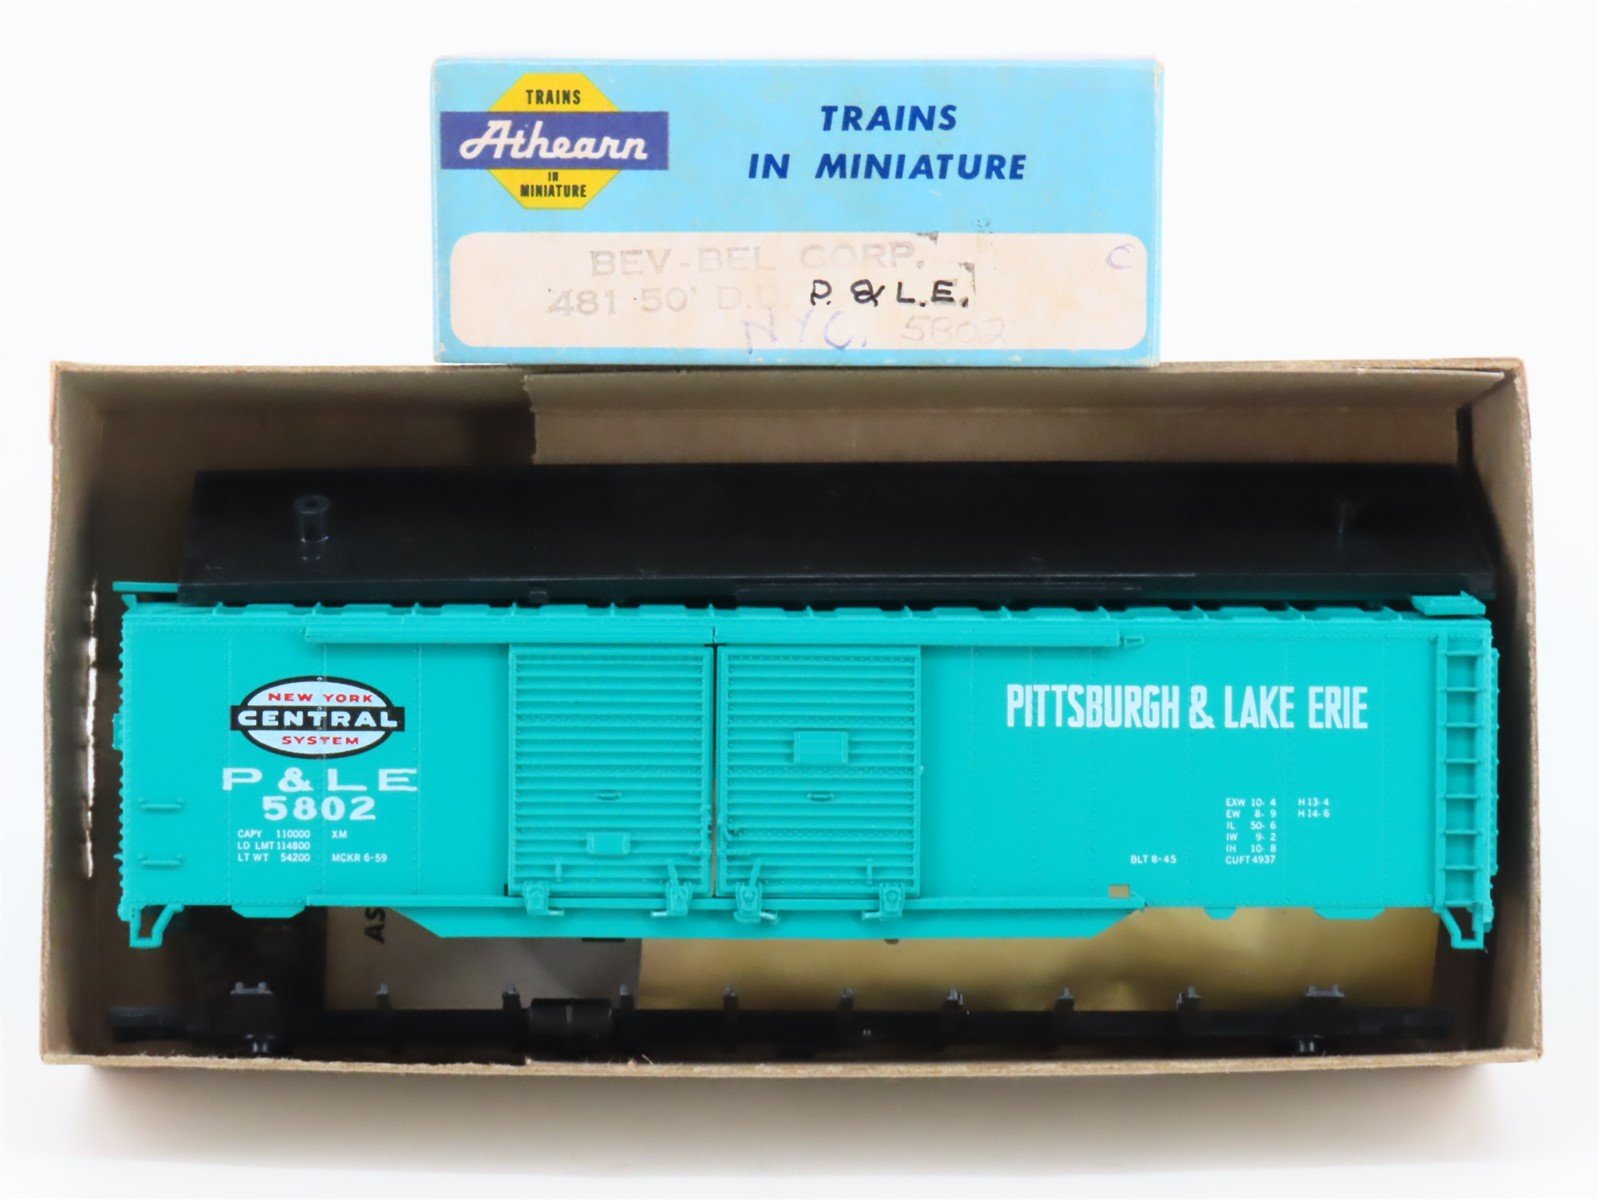 TRAINS
Athearn
IN
MINIATURE
TRAINS
IN MINIATURE
BEV-BEL CORP.
C
481 50' D.D. P. & L.E.
NYC. 5802
NEW YORK
CENTRAL
SYSTEM
P & L E
5802
CAPY 110000 XM
LD LMT 114800
LT WT 54200 MCKR 6-59
PITTSBURGH & LAKE ERIE
EXW 10-4 H 13-4
EW 8-9 H 14-6
IL 50-6
IW 9-2
IH 10-8
BLT 8-45 CUFT 4937
AS